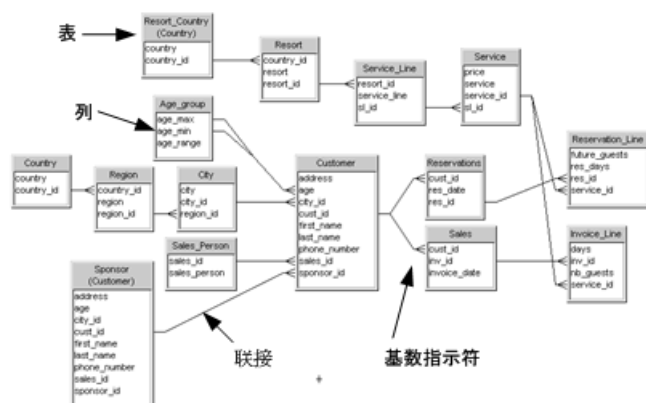 表
Resort_Country
(Country)
country
country_id
Resort
country_id
resort
resort_id
Service_Line
resort_id
service_line
sl_id
Service
price
service
service_id
sl_id
列
Age_group
age_max
age_min
age_range
Country
country
country_id
Region
country_id
region
region_id
City
city
city_id
region_id
Customer
address
age
city_id
cust_id
first_name
last_name
phone_number
sales_id
sponsor_id
Reservations
cust_id
res_date
res_id
Reservation_Line
future_guests
res_days
res_id
service_id
Sales_Person
sales_id
sales_person
Sales
cust_id
inv_id
invoice_date
Invoice_Line
days
inv_id
nb_guests
service_id
Sponsor
(Customer)
address
age
city_id
cust_id
first_name
last_name
phone_number
sales_id
sponsor_id
联接
基数指示符